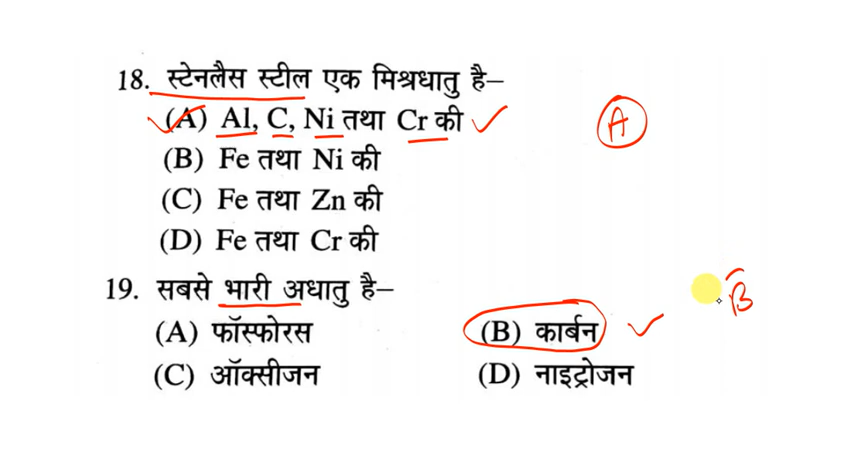 18. स्टेनलैस स्टील एक मिश्रधातु है–
(A) Al, C, Ni तथा Cr की
A
(B) Fe तथा Ni की
(C) Fe तथा Zn की
(D) Fe तथा Cr की
19. सबसे भारी अधातु है–
B
(A) फॉस्फोरस (B) कार्बन
(C) ऑक्सीजन (D) नाइट्रोजन